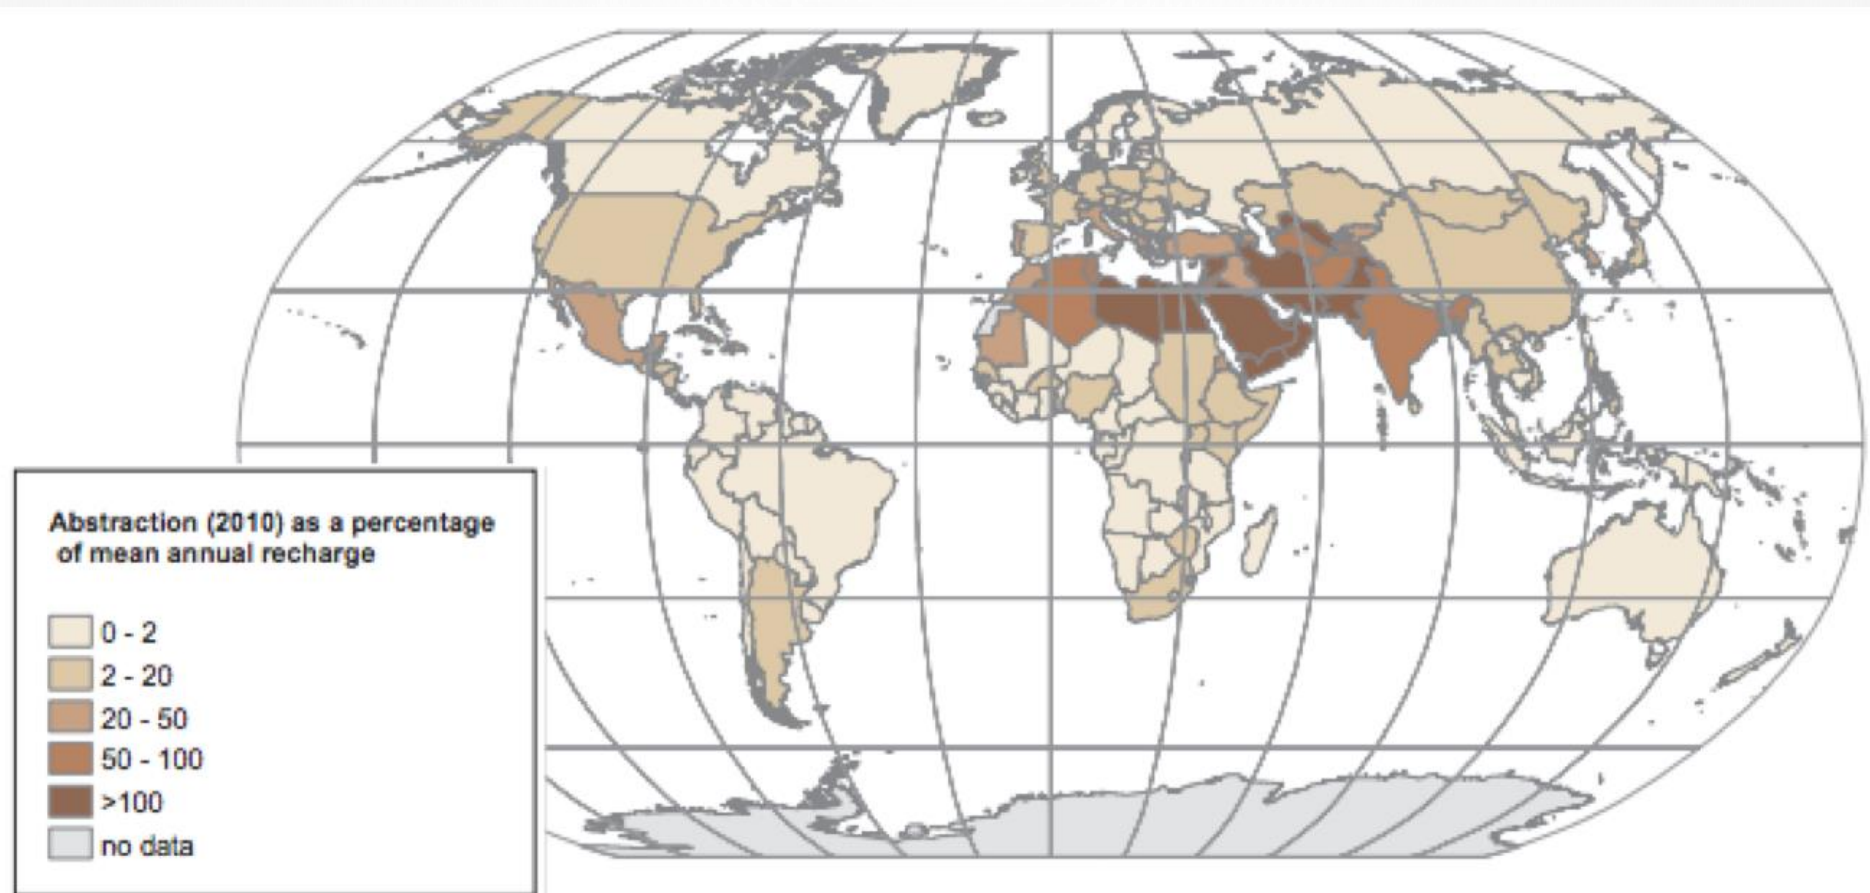 Abstraction (2010) as a percentage
of mean annual recharge
0 - 2
2 - 20
20 - 50
50 - 100
>100
no data